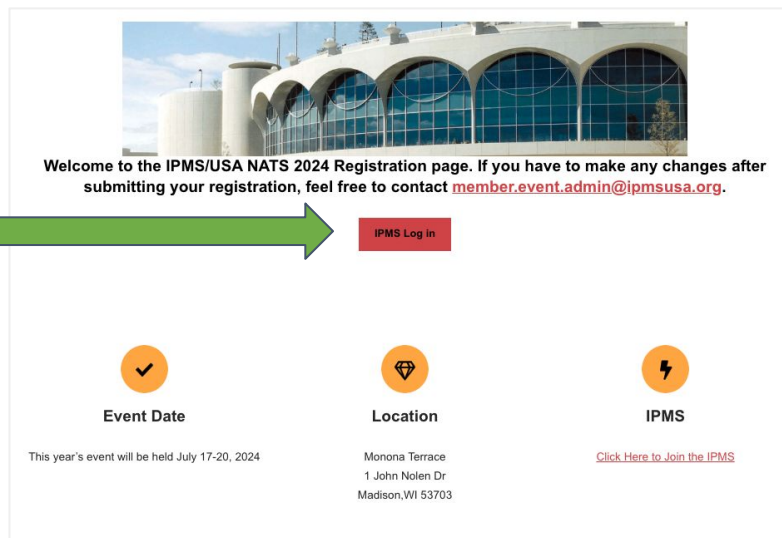 Welcome to the IPMS/USA NATS 2024 Registration page. If you have to make any changes after
submitting your registration, feel free to contact member.event.admin@ipmsusa.org.
IPMS Log in
Event Date
This year's event will be held July 17-20, 2024
Location
Monona Terrace
1 John Nolen Dr
Madison,WI 53703
IPMS
Click Here to Join the IPMS